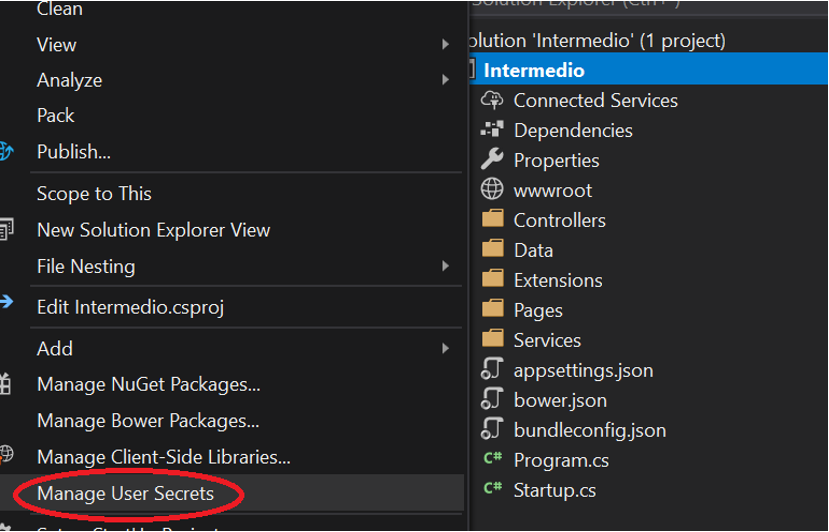 Clean
View
Analyze
Pack
Publish...
Scope to This
New Solution Explorer View
File Nesting
Edit Intermedio.csproj
Add
Manage NuGet Packages...
Manage Bower Packages...
Manage Client-Side Libraries...
Manage User Secrets
Solution Explorer (Ctrl+
olution 'Intermedio' (1 project)
Intermedio
Connected Services
Dependencies
Properties
wwwroot
Controllers
Data
Extensions
Pages
Services
appsettings.json
bower.json
bundleconfig.json
C# Program.cs
C# Startup.cs